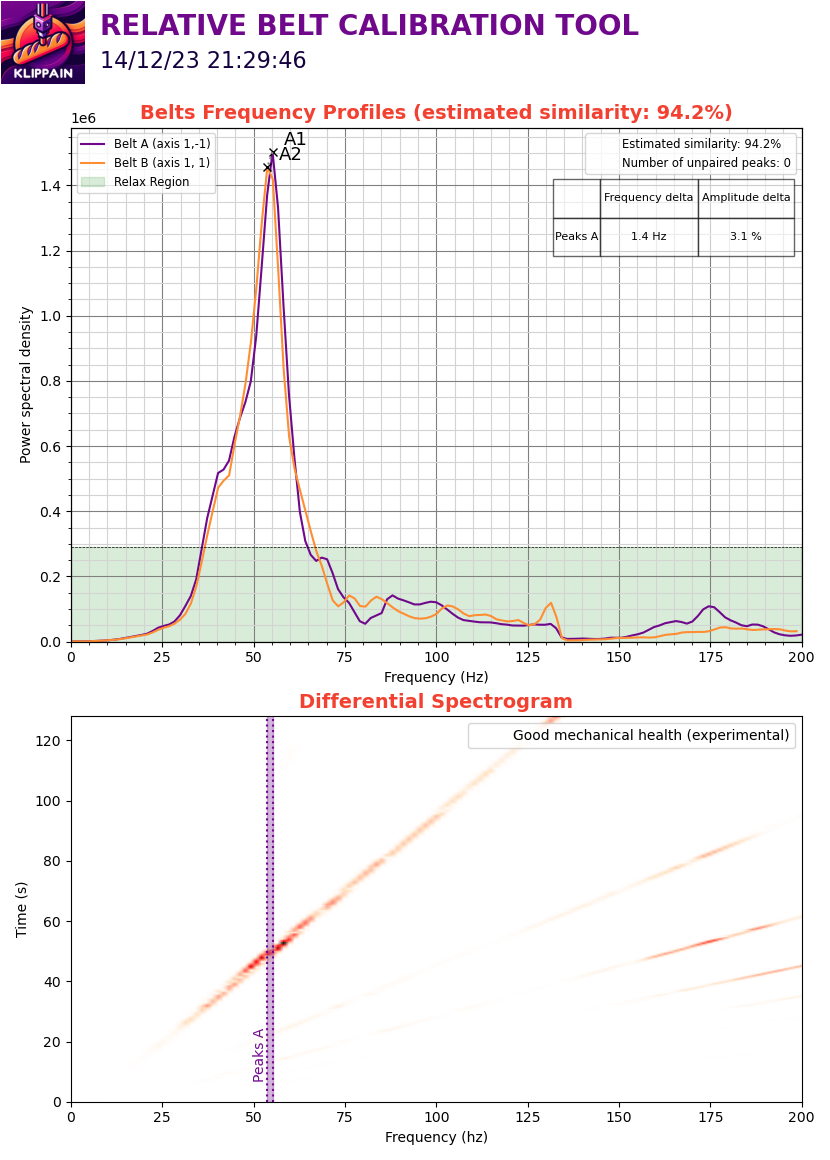 KLIPPAIN
RELATIVE BELT CALIBRATION TOOL
14/12/23 21:29:46
Belts Frequency Profiles (estimated similarity: 94.2%)
1e6
Belt A (axis 1,-1)
Belt B (axis 1, 1)
Relax Region
A1
A2
Estimated similarity: 94.2%
Number of unpaired peaks: 0
Frequency delta Amplitude delta
Peaks A 1.4 Hz 3.1 %
Power spectral density
1.4
1.2
1.0
0.8
0.6
0.4
0.2
0.0
0 25 50 75 100 125 150 175 200
Frequency (Hz)
Differential Spectrogram
Good mechanical health (experimental)
Time (s)
120
100
80
60
40
20
0
Peaks A
0 25 50 75 100 125 150 175 200
Frequency (hz)